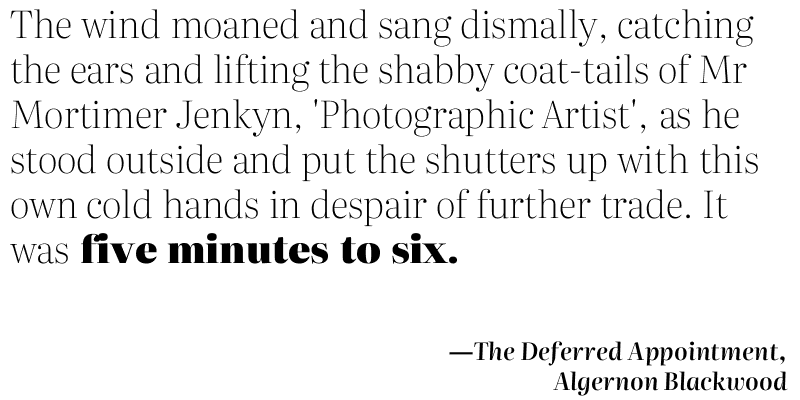 The wind moaned and sang dismally, catching
the ears and lifting the shabby coat-tails of Mr
Mortimer Jenkyn, 'Photographic Artist', as he
stood outside and put the shutters up with this
own cold hands in despair of further trade. It
was five minutes to six.
—The Deferred Appointment,
Algernon Blackwood